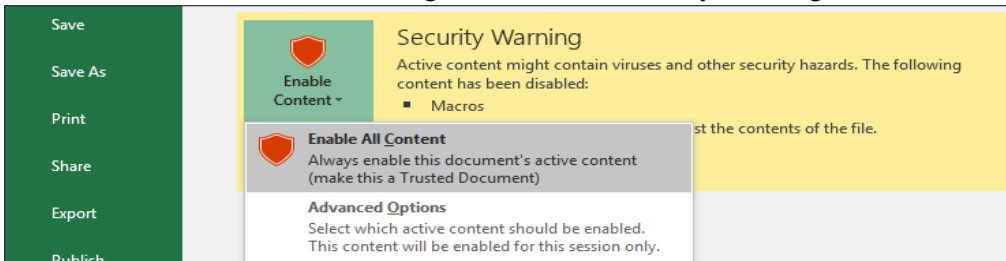 Save
Save As
Print
Share
Export
Publish
Enable
Content
Security Warning
Active content might contain viruses and other security hazards. The following
content has been disabled:
▪ Macros
st the contents of the file.
Enable All Content
Always enable this document's active content
(make this a Trusted Document)
Advanced Options
Select which active content should be enabled.
This content will be enabled for this session only.